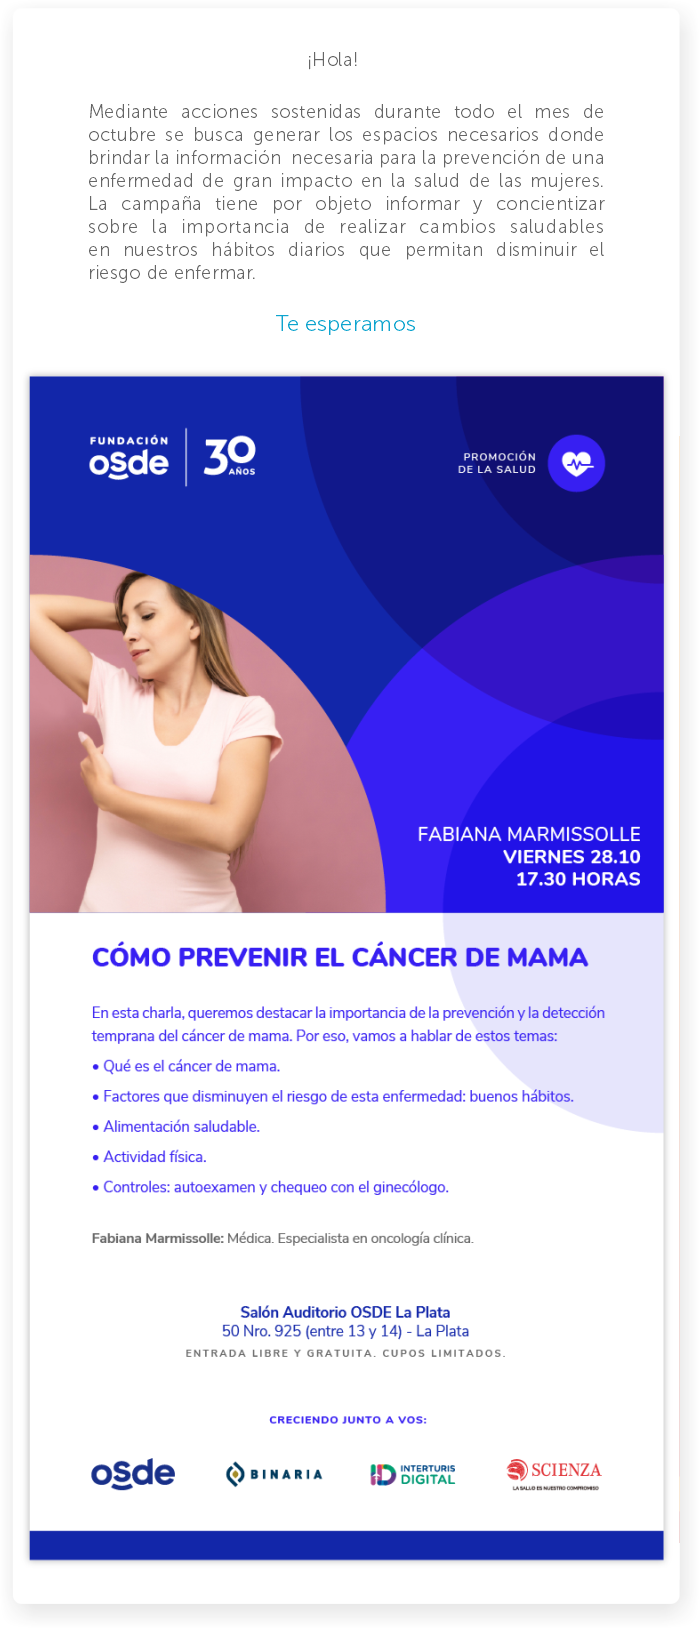 ¡Hola!
Mediante acciones sostenidas durante todo el mes de
octubre se busca generar los espacios necesarios donde
brindar la información necesaria para la prevención de una
enfermedad de gran impacto en la salud de las mujeres.
La campaña tiene por objeto informar y concientizar
sobre la importancia de realizar cambios saludables
en nuestros hábitos diarios que permitan disminuir el
riesgo de enfermar.
Te esperamos
FUNDACIÓN
osde
30
AÑOS
PROMOCIÓN
DE LA SALUD
FABIANA MARMISSOLLE
VIERNES 28.10
17.30 HORAS
CÓMO PREVENIR EL CÁNCER DE MAMA
En esta charla, queremos destacar la importancia de la prevención y la detección
temprana del cáncer de mama. Por eso, vamos a hablar de estos temas:
• Qué es el cáncer de mama.
• Factores que disminuyen el riesgo de esta enfermedad: buenos hábitos.
• Alimentación saludable.
• Actividad física.
• Controles: autoexamen y chequeo con el ginecólogo.
Fabiana Marmissolle: Médica. Especialista en oncología clínica.
Salón Auditorio OSDE La Plata
50 Nro. 925 (entre 13 y 14) - La Plata
ENTRADA LIBRE Y GRATUITA. CUPOS LIMITADOS.
CRECIENDO JUNTO A VOS:
osde
BINARIA
ID INTERTURIS
DIGITAL
SCIENZA
LA SALUD ES NUESTRO COMPROMISO